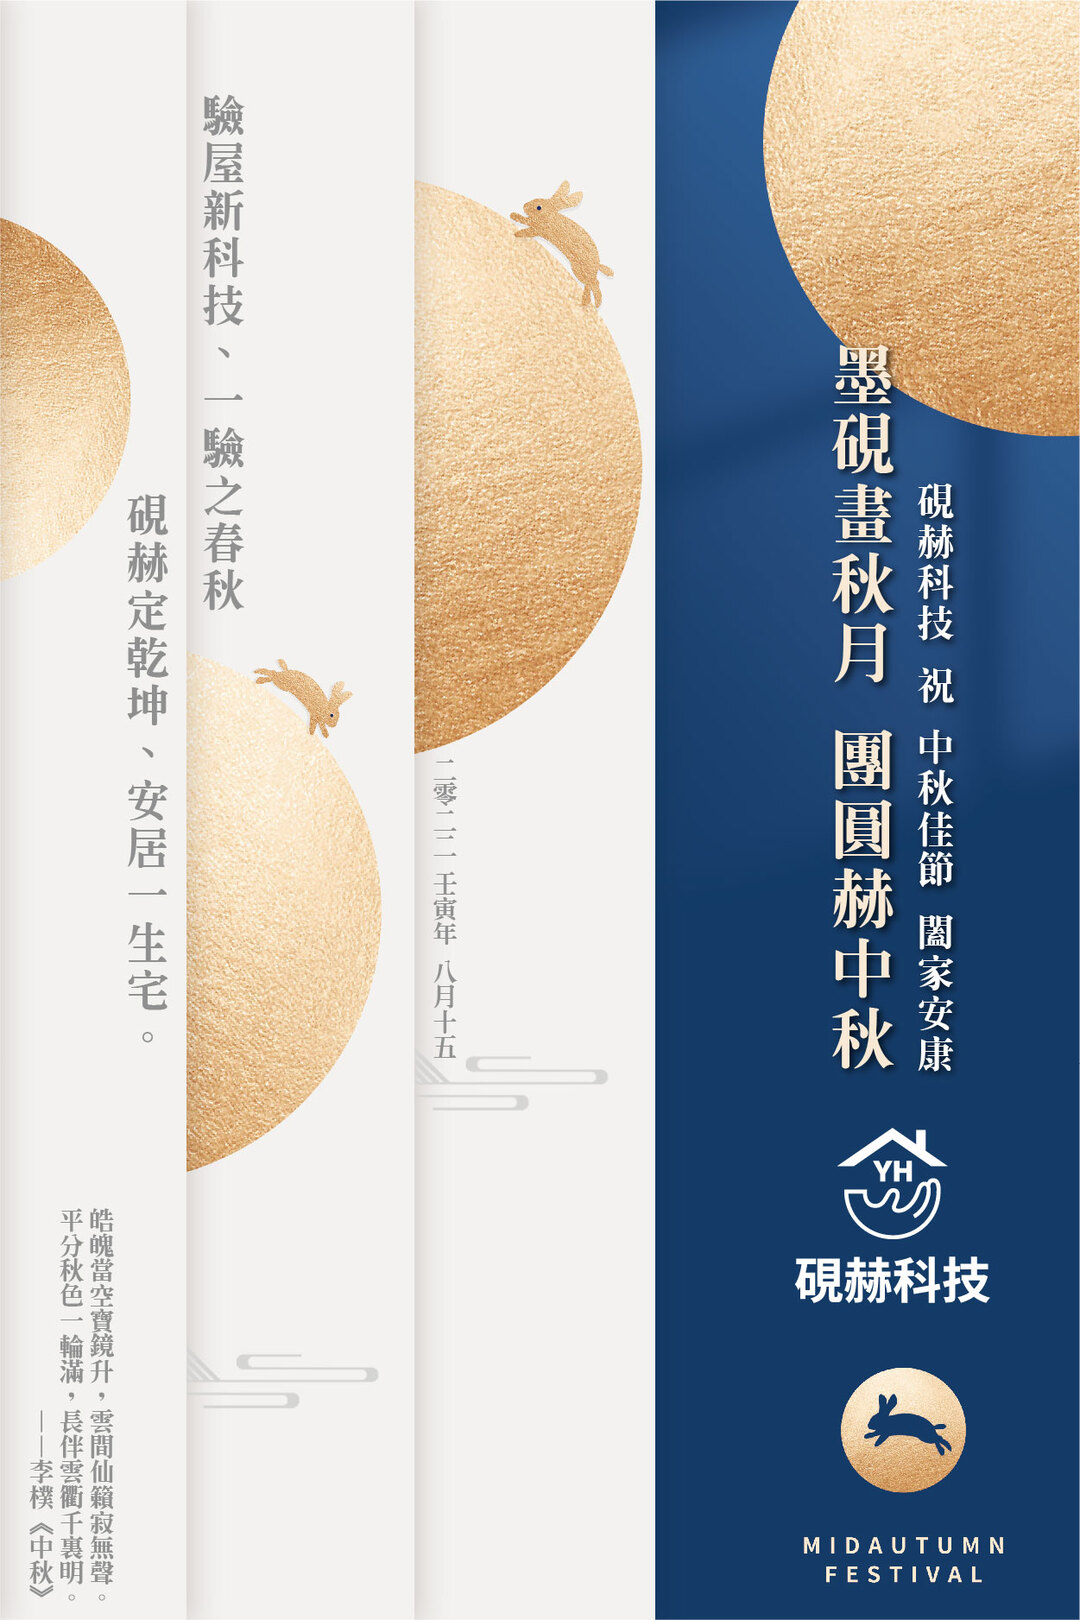 硯赫科技 祝 中秋佳節 闔家安康
墨硯畫秋月 團圓赫中秋
YH
硯赫科技
MIDAUTUMN
FESTIVAL
二零二二 壬寅年 八月十五
驗屋新科技、一驗之春秋
硯赫定乾坤、安居一生宅。
皓魄當空寶鏡升，雲間仙籟寂無聲。
平分秋色一輪滿，長伴雲衢千裏明。
——李樸《中秋》